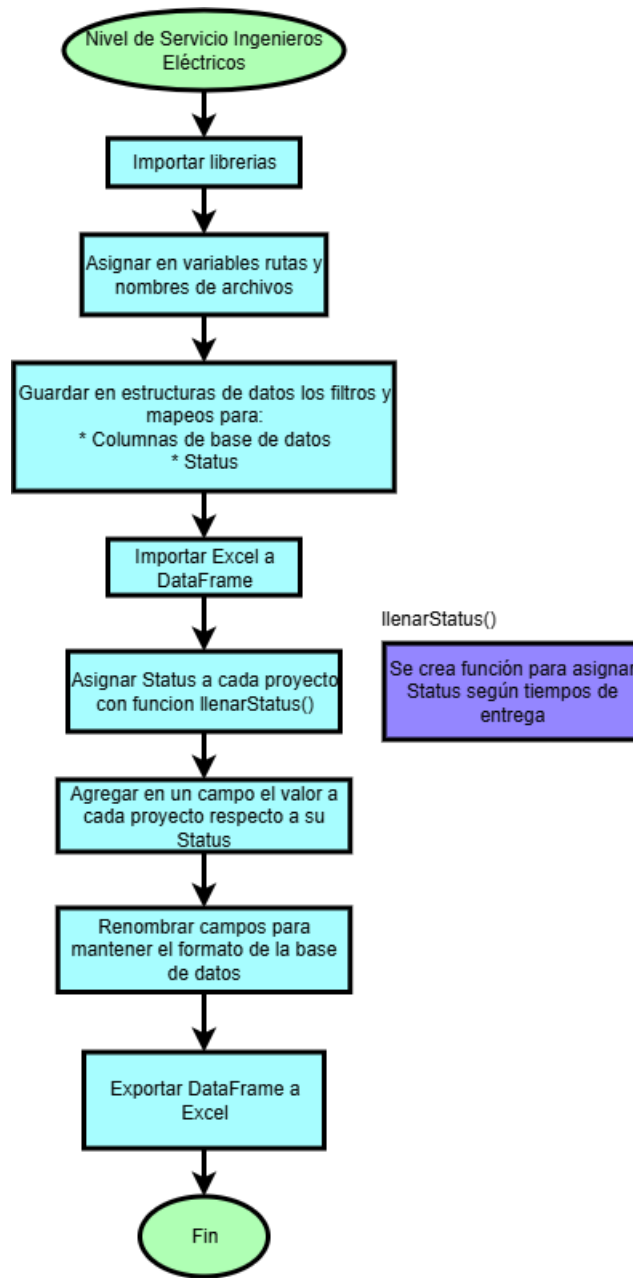 Nivel de Servicio Ingenieros
Eléctricos
Importar librerias
Asignar en variables rutas y
nombres de archivos
Guardar en estructuras de datos los filtros y
mapeos para:
* Columnas de base de datos
* Status
Importar Excel a
DataFrame
Asignar Status a cada proyecto
con funcion llenarStatus()
llenarStatus()
Se crea función para asignar
Status según tiempos de
entrega
Agregar en un campo el valor a
cada proyecto respecto a su
Status
Renombrar campos para
mantener el formato de la base
de datos
Exportar DataFrame a
Excel
Fin